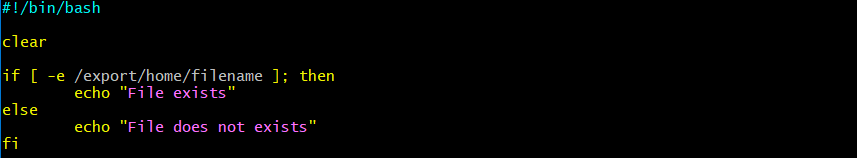 #!/bin/bash
clear
if [ -e /export/home/filename ]; then
echo "File exists"
else
echo "File does not exists"
fi